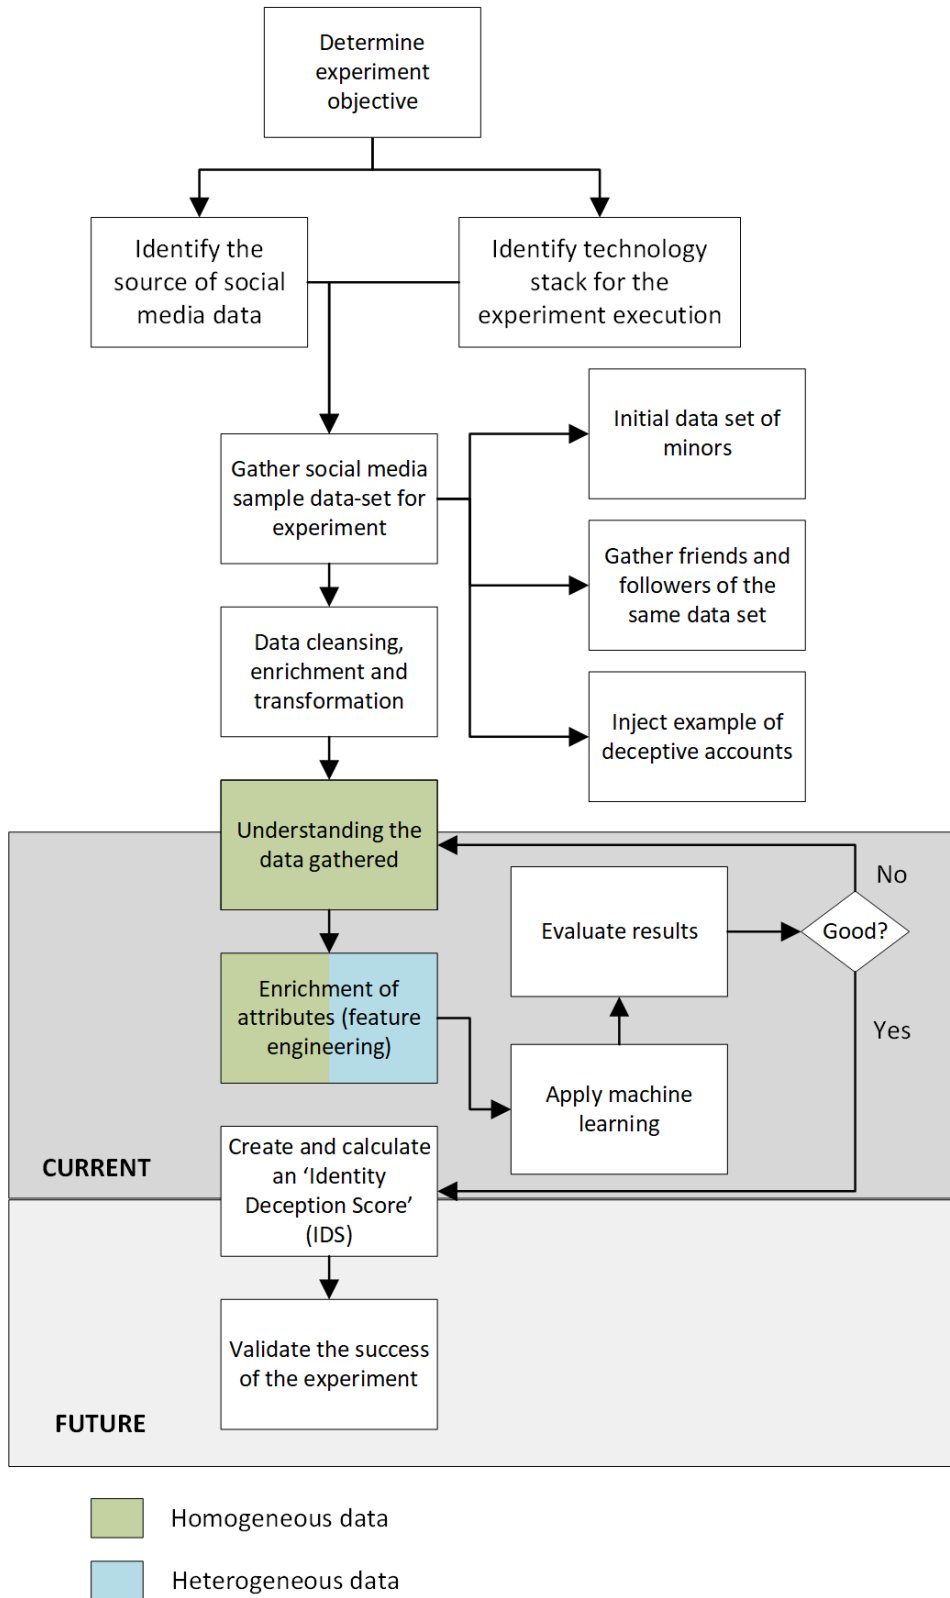 Determine
experiment
objective
Identify the
source of social
media data
Identify technology
stack for the
experiment execution
Initial data set of
minors
Gather social media
sample data-set for
experiment
Gather friends and
followers of the
same data set
Data cleansing,
enrichment and
transformation
Inject example of
deceptive accounts
Understanding the
data gathered
No
Evaluate results
Good?
Enrichment of
attributes (feature
engineering)
Yes
Apply machine
learning
CURRENT
Create and calculate
an ‘Identity
Deception Score’
(IDS)
Validate the success
of the experiment
FUTURE
Homogeneous data
Heterogeneous data